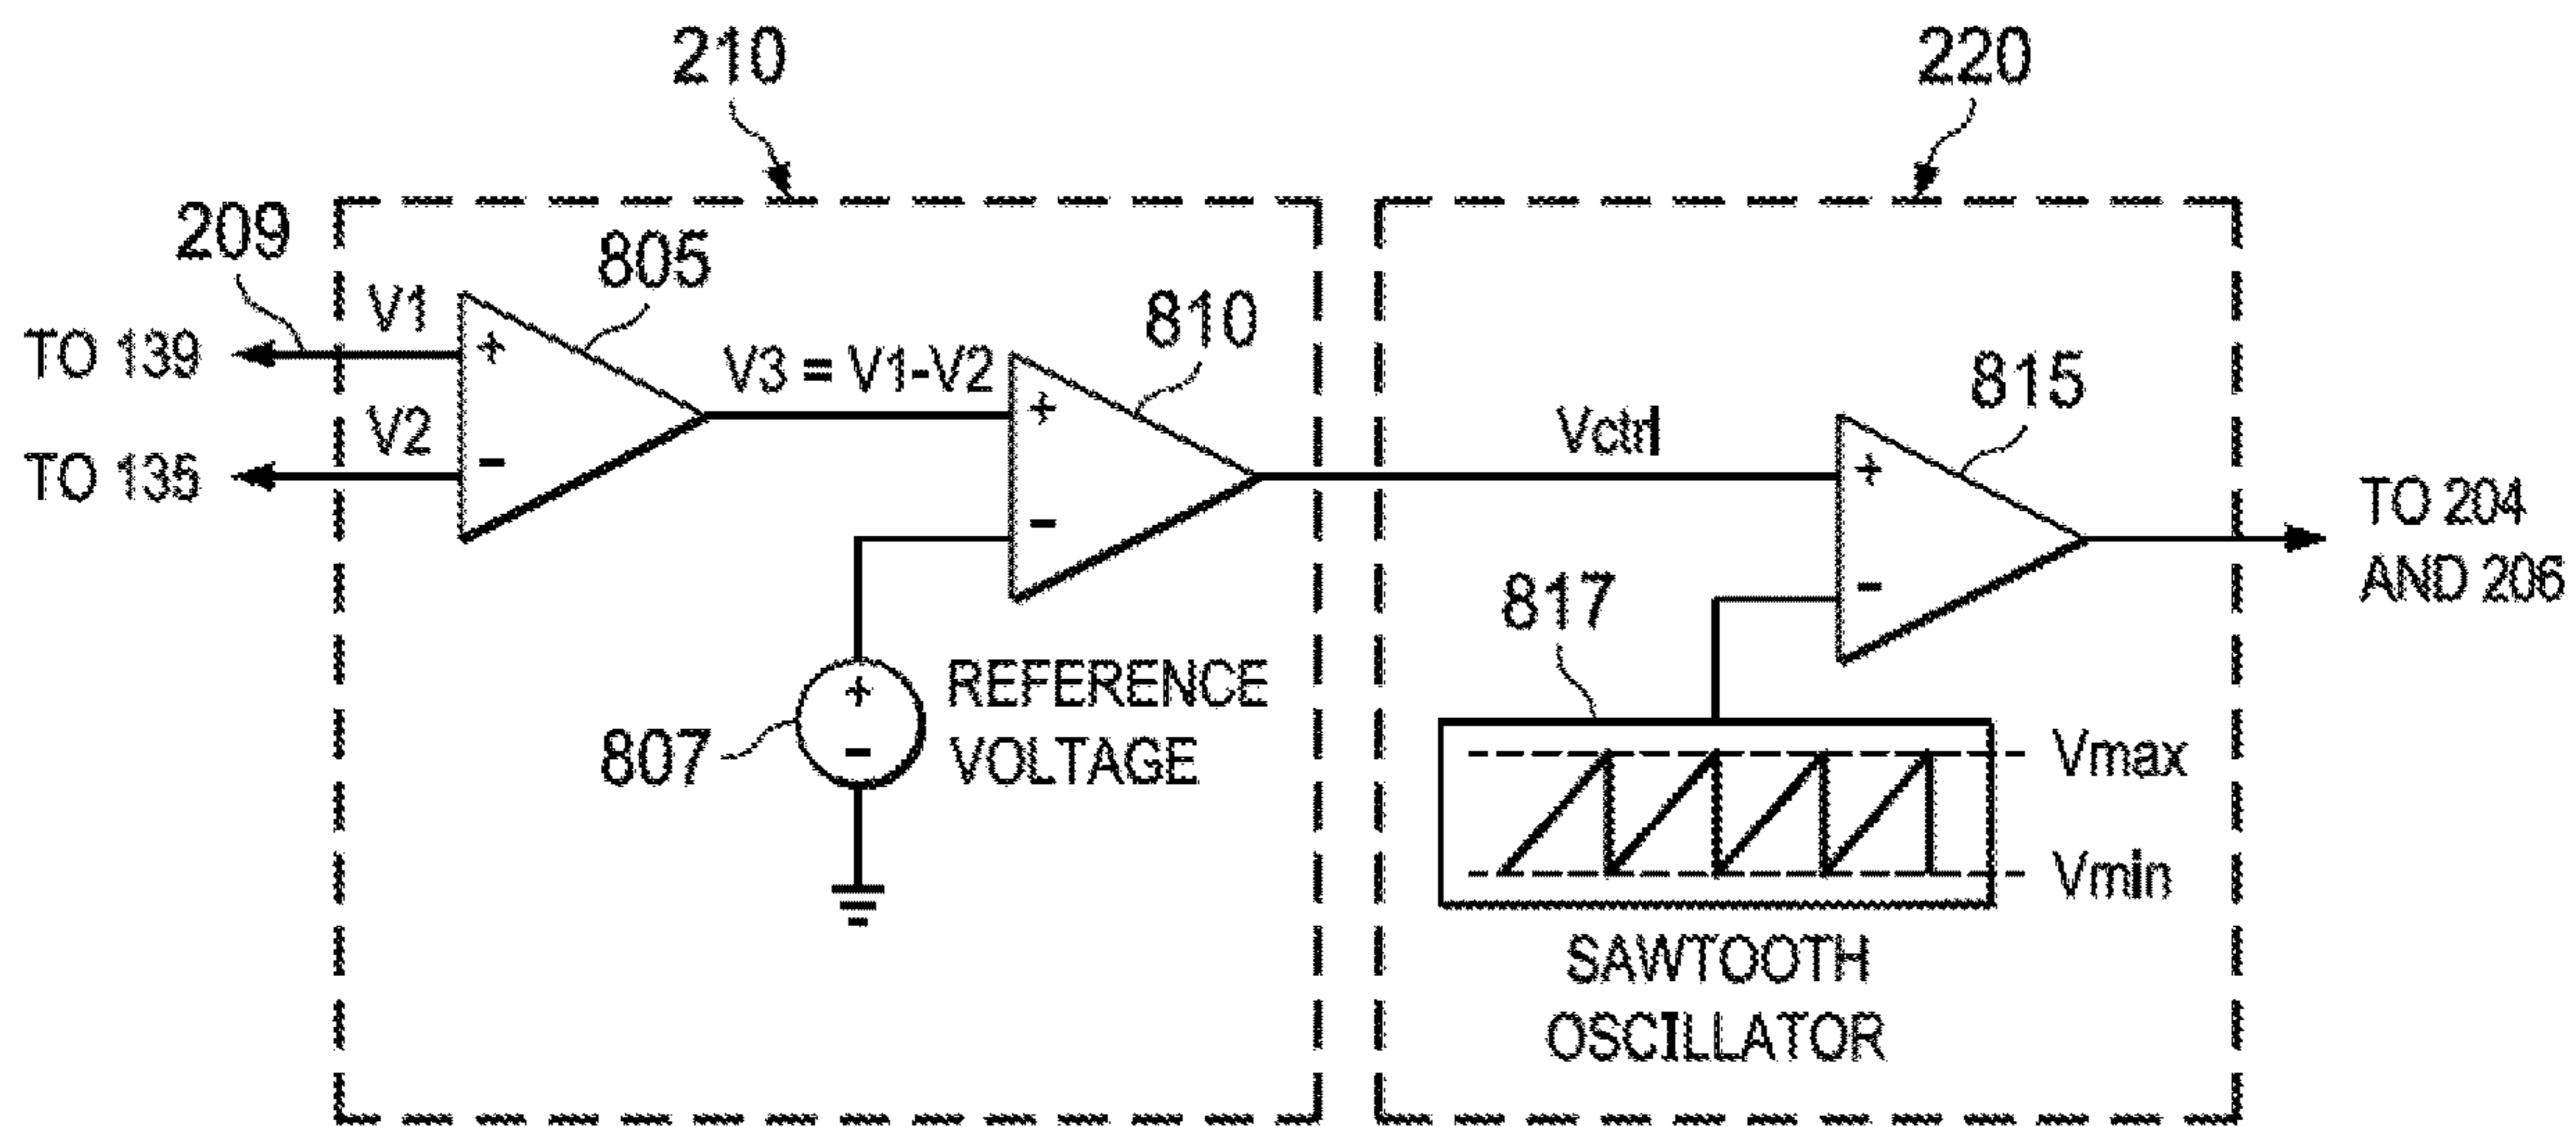 210
220
209
805
V1
TO 139
810
V3 = V1-V2
+
V2
+
815
Vctrl
TO 135
-
+
TO 204
-
AND 206
817
-
REFERENCE
+
807
VOLTAGE
-
Vmax
Vmin
SAWTOOTH
OSCILLATOR